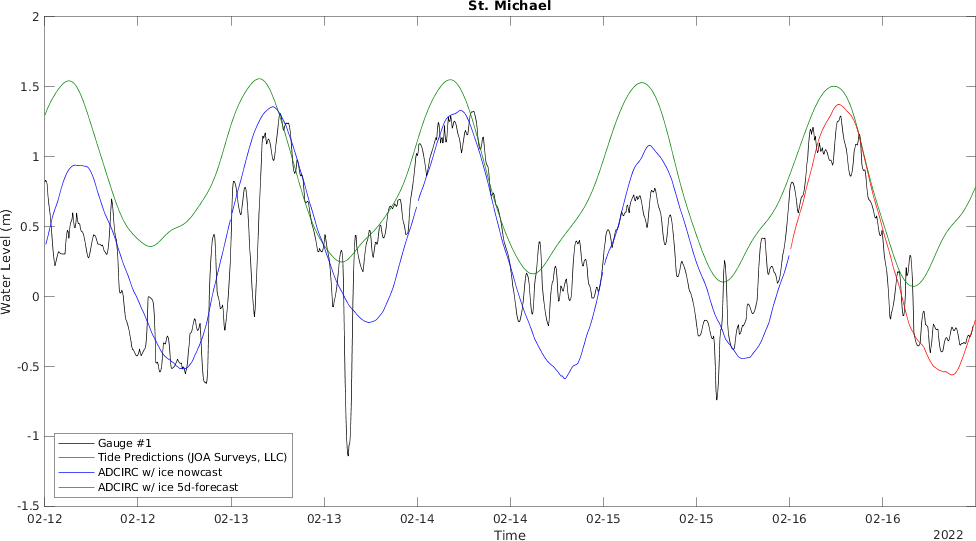 St. Michael
2
1.5
1
0.5
0
-0.5
-1
-1.5
Water Level (m)
Gauge #1
Tide Predictions (JOA Surveys, LLC)
ADCIRC w/ ice nowcast
ADCIRC w/ ice 5d-forecast
02-12 02-12 02-13 02-13 02-14 02-14 02-15 02-15 02-16 02-16
Time
2022